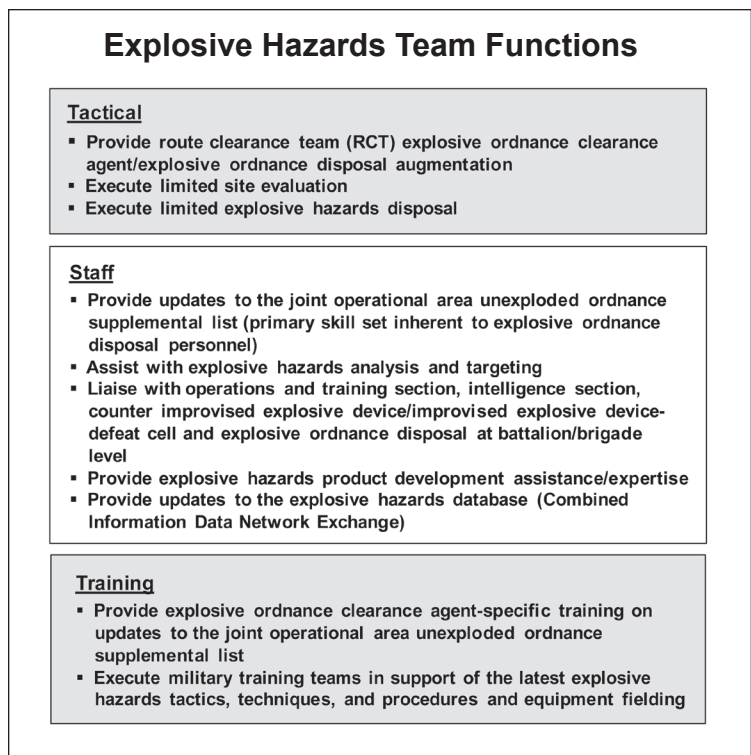 Explosive Hazards Team Functions
Tactical
▪ Provide route clearance team (RCT) explosive ordnance clearance
agent/explosive ordnance disposal augmentation
▪ Execute limited site evaluation
▪ Execute limited explosive hazards disposal
Staff
▪ Provide updates to the joint operational area unexploded ordnance
supplemental list (primary skill set inherent to explosive ordnance
disposal personnel)
▪ Assist with explosive hazards analysis and targeting
▪ Liaise with operations and training section, intelligence section,
counter improvised explosive device/improvised explosive device-
defeat cell and explosive ordnance disposal at battalion/brigade
level
▪ Provide explosive hazards product development assistance/expertise
▪ Provide updates to the explosive hazards database (Combined
Information Data Network Exchange)
Training
▪ Provide explosive ordnance clearance agent-specific training on
updates to the joint operational area unexploded ordnance
supplemental list
▪ Execute military training teams in support of the latest explosive
hazards tactics, techniques, and procedures and equipment fielding